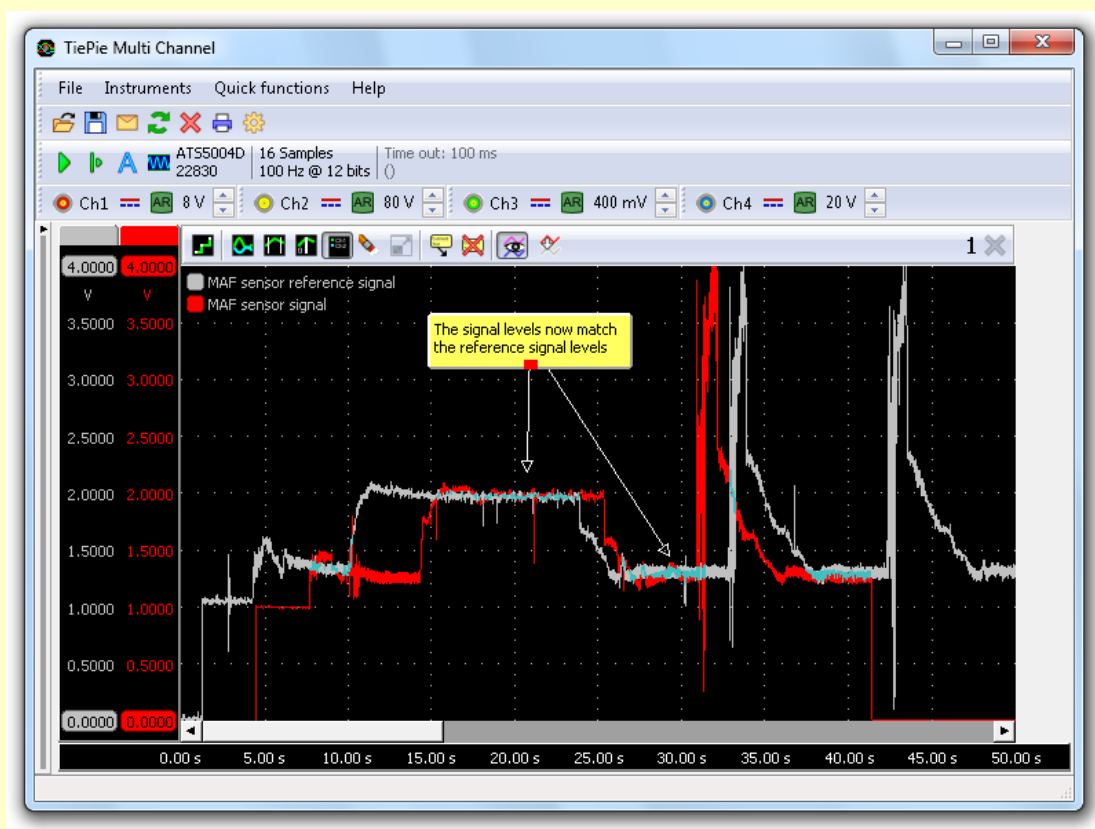 TiePie Multi Channel
File Instruments Quick functions Help
ATS5004D 16 Samples Time out: 100 ms
22830 100 Hz @ 12 bits ()
Ch1 AR 8 V Ch2 AR 80 V Ch3 AR 400 mV Ch4 AR 20 V
1
4.0000 4.0000
V V
MAF sensor reference signal
MAF sensor signal
3.5000 3.5000
The signal levels now match
the reference signal levels
3.0000 3.0000
2.5000 2.5000
2.0000 2.0000
1.5000 1.5000
1.0000 1.0000
0.5000 0.5000
0.0000 0.0000
0.00 s 5.00 s 10.00 s 15.00 s 20.00 s 25.00 s 30.00 s 35.00 s 40.00 s 45.00 s 50.00 s